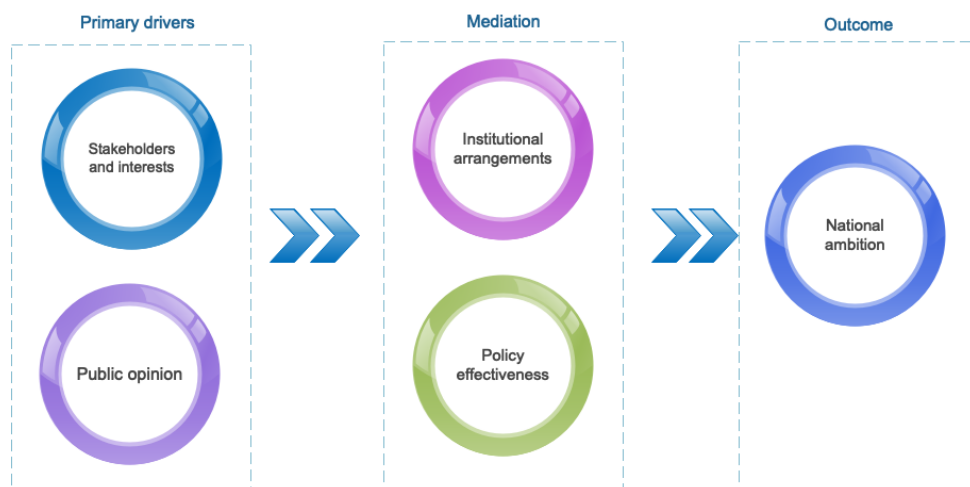 Primary drivers
Stakeholders
and interests
Public opinion
Mediation
Institutional
arrangements
Policy
effectiveness
Outcome
National
ambition